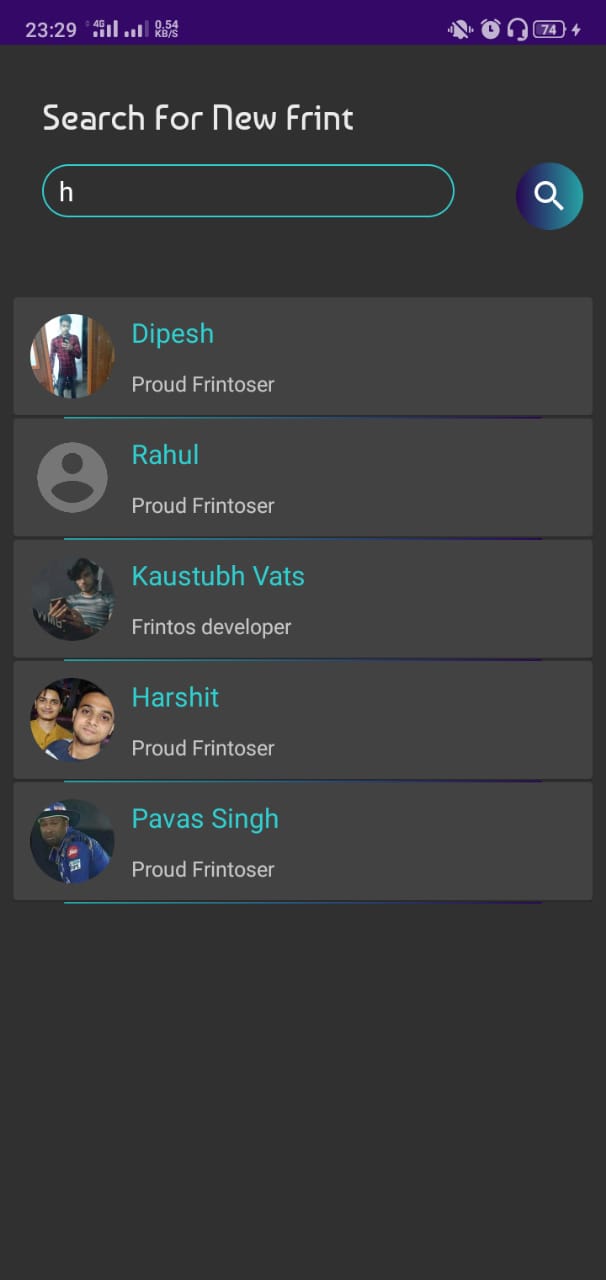 23:29 4G 0.54 KB/S 74
Search For New Frint
h
Dipesh
Proud Frintoser
Rahul
Proud Frintoser
Kaustubh Vats
Frintos developer
Harshit
Proud Frintoser
Pavas Singh
Proud Frintoser